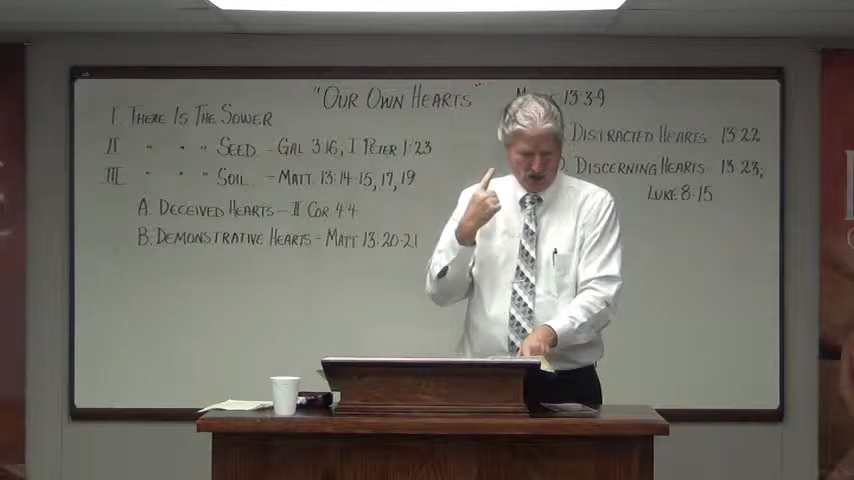 "OUR OWN HEARTS" 13:3-9
I. THERE IS THE SOWER
II " " " SEED - GAL 3:16, I PETER 1:23
III " " " SOIL - MATT 13:14-15, 17, 19
A. DECEIVED HEARTS - II COR 4:4
B. DEMONSTRATIVE HEARTS - MATT 13:20-21
DISTRACTED HEARTS 13:22
DISCERNING HEARTS 13:23;
LUKE 8:15